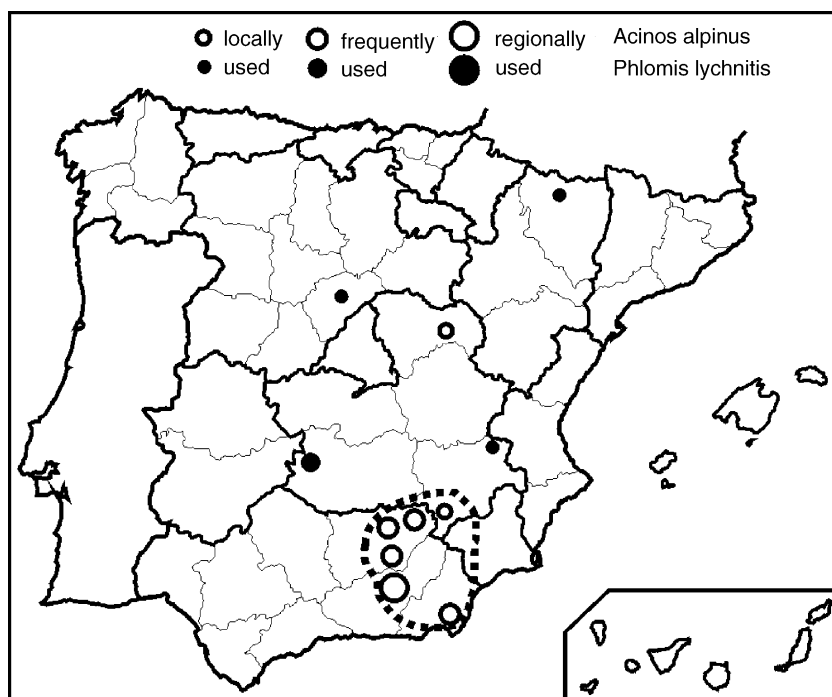 locally frequently regionally Acinos alpinus
used used used Phlomis lychnitis